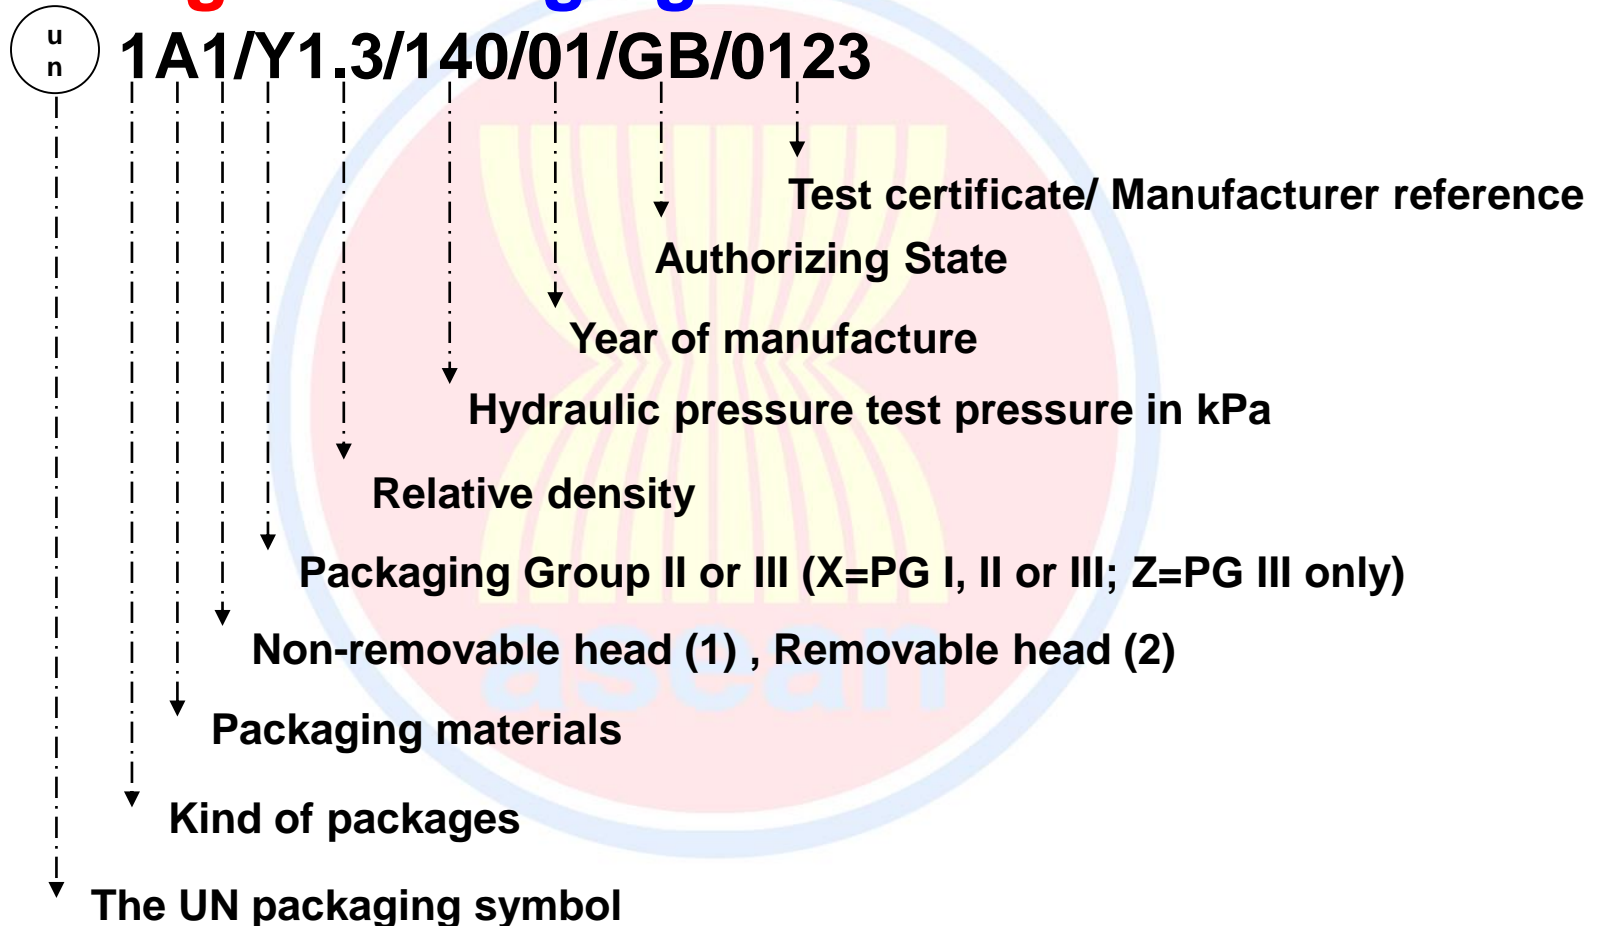 u
n
1A1/Y1.3/140/01/GB/0123
Test certificate/ Manufacturer reference
Authorizing State
Year of manufacture
Hydraulic pressure test pressure in kPa
Relative density
Packaging Group II or III (X=PG I, II or III; Z=PG III only)
Non-removable head (1) , Removable head (2)
asean
Packaging materials
Kind of packages
The UN packaging symbol